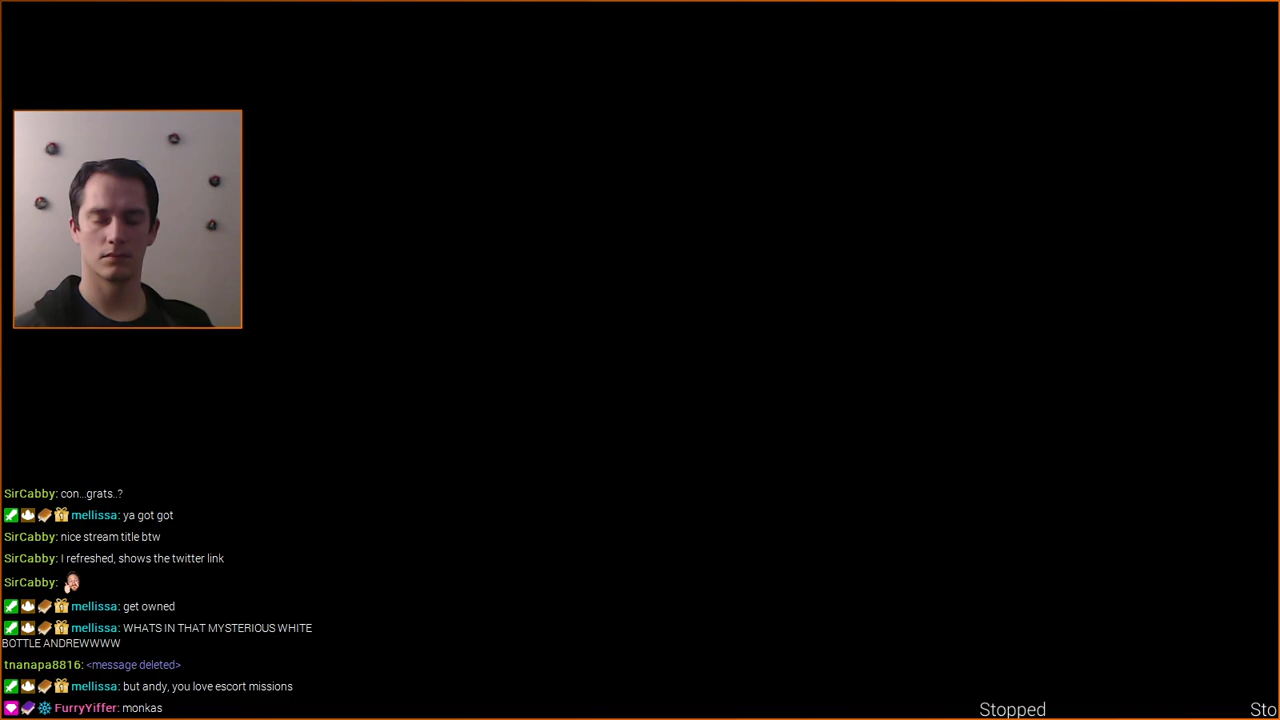 SirCabby: con...grats..?
mellissa: ya got got
SirCabby: nice stream title btw
SirCabby: I refreshed, shows the twitter link
SirCabby:
mellissa: get owned
mellissa: WHATS IN THAT MYSTERIOUS WHITE
BOTTLE ANDREWWWW
tnanapa8816: <message deleted>
mellissa: but andy, you love escort missions
FurryYiffer: monkas
Stopped
Sto